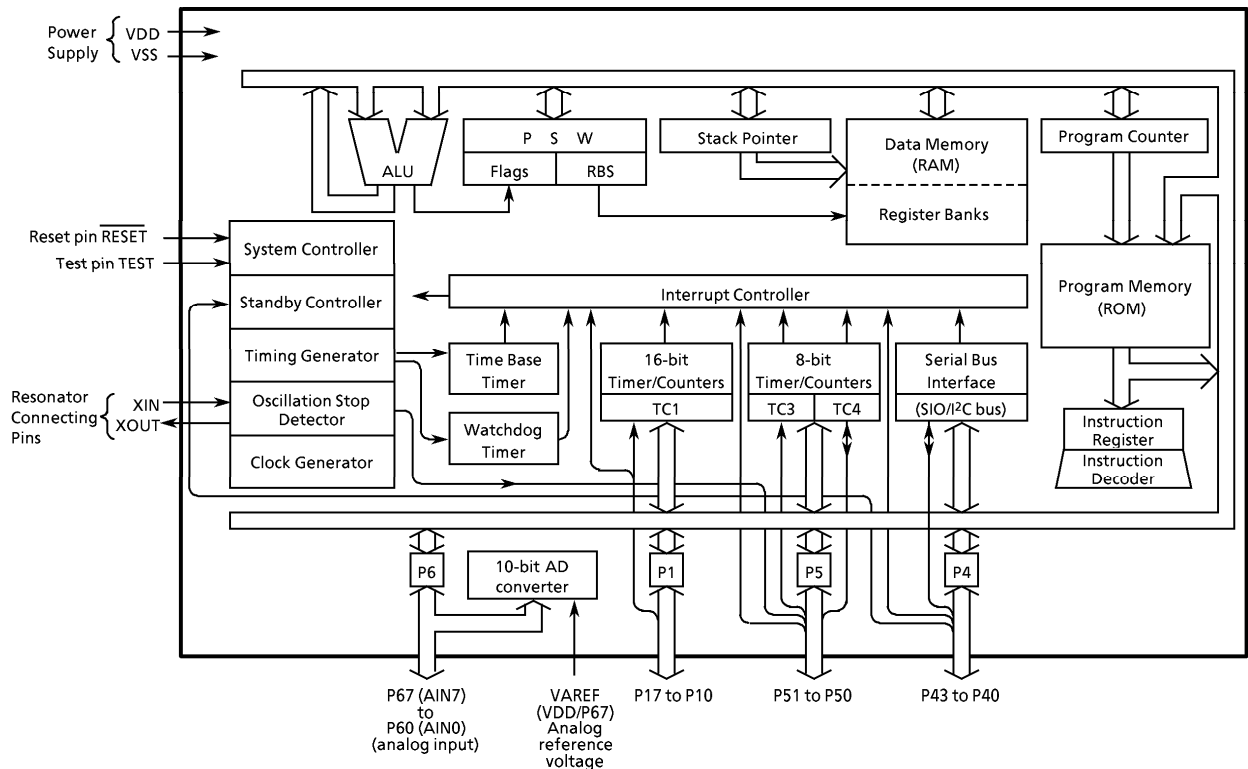 Power
Supply
VDD
VSS
P S W
Flags
RBS
ALU
Stack Pointer
Data Memory
(RAM)
Register Banks
Program Counter
Program Memory
(ROM)
Instruction
Register
Instruction
Decoder
Reset pin RESET
Test pin TEST
System Controller
Standby Controller
Timing Generator
Oscillation Stop
Detector
Clock Generator
Resonator
Connecting
Pins
XIN
XOUT
Interrupt Controller
Time Base
Timer
Watchdog
Timer
16-bit
Timer/Counters
TC1
8-bit
Timer/Counters
TC3
TC4
Serial Bus
Interface
(SIO/I²C bus)
P6
10-bit AD
converter
P1
P5
P4
P67 (AIN7)
to
P60 (AIN0)
(analog input)
VAREF
(VDD/P67)
Analog
reference
voltage
P17 to P10
P51 to P50
P43 to P40